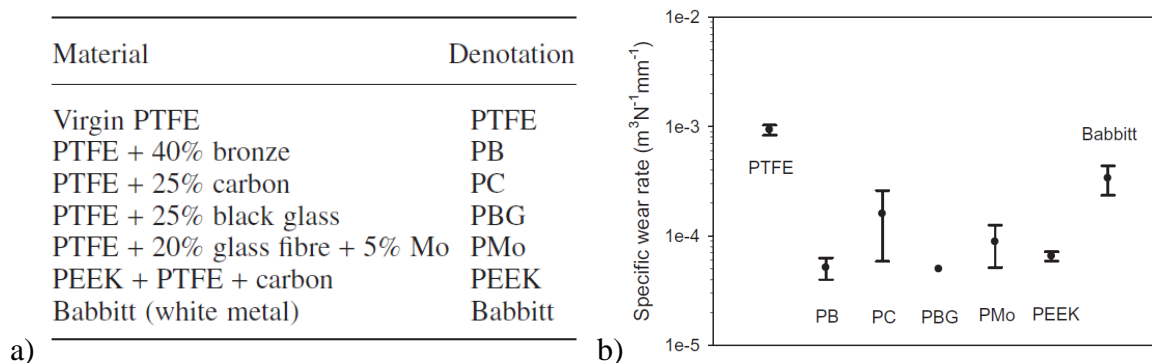 Material Denotation
Virgin PTFE PTFE
PTFE + 40% bronze PB
PTFE + 25% carbon PC
PTFE + 25% black glass PBG
PTFE + 20% glass fibre + 5% Mo PMo
PEEK + PTFE + carbon PEEK
Babbitt (white metal) Babbitt
a)
b)
Specific wear rate (m³N⁻¹mm⁻¹)
1e-2
1e-3
1e-4
1e-5
PTFE
PB
PC
PBG
PMo
PEEK
Babbitt